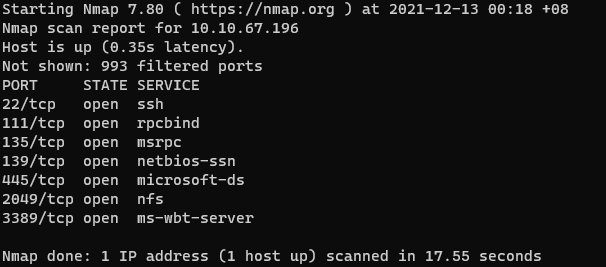 Starting Nmap 7.80 ( https://nmap.org ) at 2021-12-13 00:18 +08
Nmap scan report for 10.10.67.196
Host is up (0.35s latency).
Not shown: 993 filtered ports
PORT     STATE SERVICE
22/tcp   open  ssh
111/tcp  open  rpcbind
135/tcp  open  msrpc
139/tcp  open  netbios-ssn
445/tcp  open  microsoft-ds
2049/tcp open  nfs
3389/tcp open  ms-wbt-server
Nmap done: 1 IP address (1 host up) scanned in 17.55 seconds